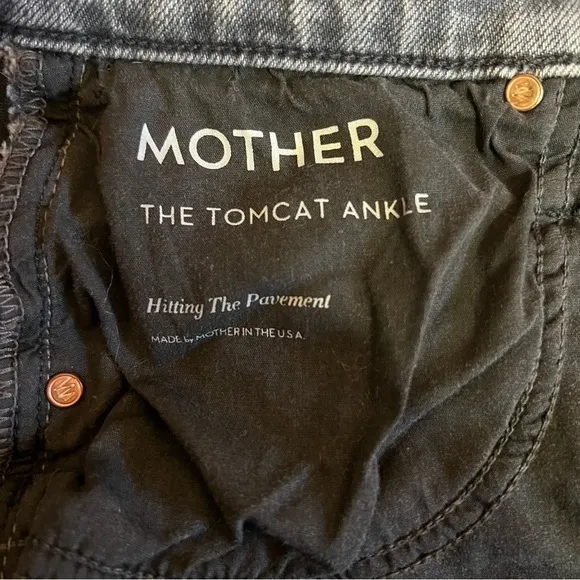 MOTHER
THE TOMCAT ANKLE
Hitting The Pavement
MADE by MOTHER IN THE U.S.A.